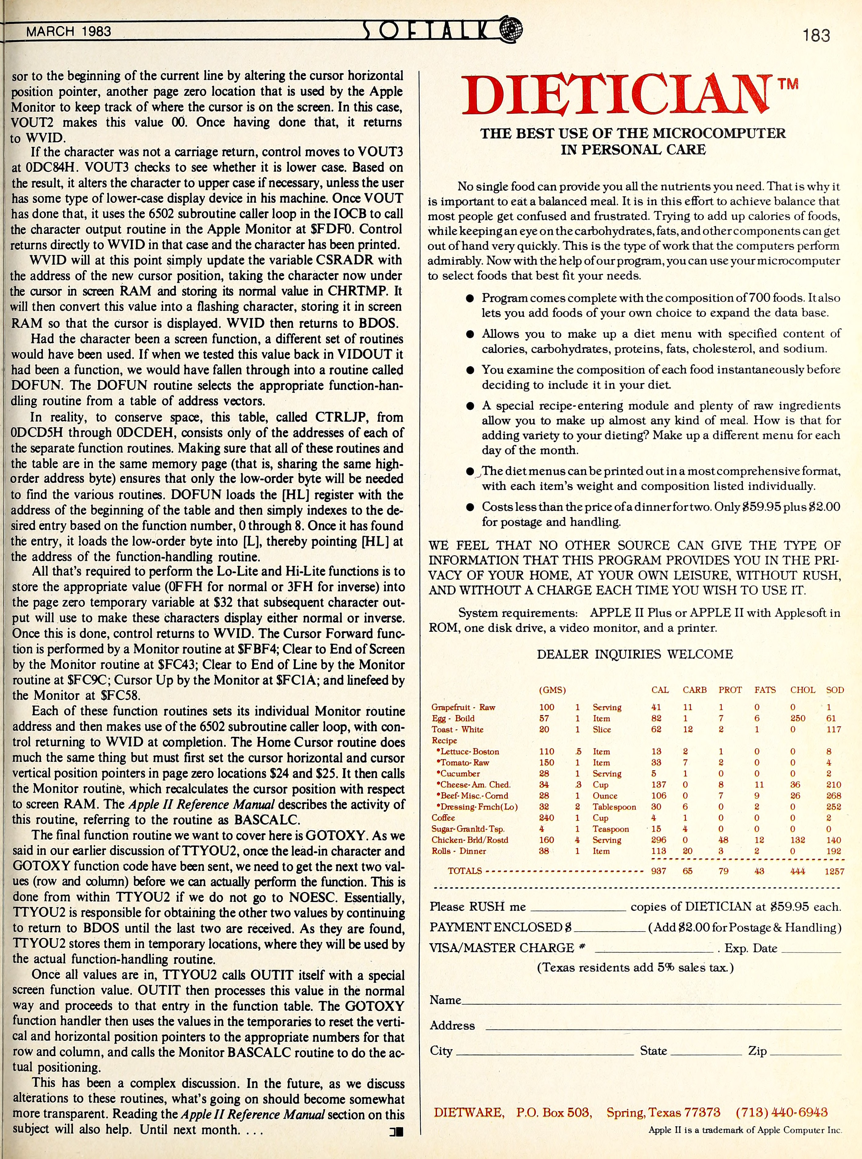 MARCH 1983
SOFTALK
183
sor to the beginning of the current line by altering the cursor horizontal
position pointer, another page zero location that is used by the Apple
Monitor to keep track of where the cursor is on the screen. In this case,
VOUT2 makes this value 00. Once having done that, it returns
to WVID.
If the character was not a carriage return, control moves to VOUT3
at 0DC84H. VOUT3 checks to see whether it is lower case. Based on
the result, it alters the character to upper case if necessary, unless the user
has some type of lower-case display device in his machine. Once VOUT
has done that, it uses the 6502 subroutine caller loop in the IOCB to call
the character output routine in the Apple Monitor at $FDF0. Control
returns directly to WVID in that case and the character has been printed.
WVID will at this point simply update the variable CSRADR with
the address of the new cursor position, taking the character now under
the cursor in screen RAM and storing its normal value in CHRTMP. It
will then convert this value into a flashing character, storing it in screen
RAM so that the cursor is displayed. WVID then returns to BDOS.
Had the character been a screen function, a different set of routines
would have been used. If when we tested this value back in VIDOUT it
had been a function, we would have fallen through into a routine called
DOFUN. The DOFUN routine selects the appropriate function-han-
dling routine from a table of address vectors.
In reality, to conserve space, this table, called CTRLJP, from
0DCD5H through 0DCDEH, consists only of the addresses of each of
the separate function routines. Making sure that all of these routines and
the table are in the same memory page (that is, sharing the same high-
order address byte) ensures that only the low-order byte will be needed
to find the various routines. DOFUN loads the [HL] register with the
address of the beginning of the table and then simply indexes to the de-
sired entry based on the function number, 0 through 8. Once it has found
the entry, it loads the low-order byte into [L], thereby pointing [HL] at
the address of the function-handling routine.
All that's required to perform the Lo-Lite and Hi-Lite functions is to
store the appropriate value (0FFH for normal or 3FH for inverse) into
the page zero temporary variable at $32 that subsequent character out-
put will use to make these characters display either normal or inverse.
Once this is done, control returns to WVID. The Cursor Forward func-
tion is performed by a Monitor routine at $FBF4; Clear to End of Screen
by the Monitor routine at $FC43; Clear to End of Line by the Monitor
routine at $FC9C; Cursor Up by the Monitor at $FC1A; and linefeed by
the Monitor at $FC58.
Each of these function routines sets its individual Monitor routine
address and then makes use of the 6502 subroutine caller loop, with con-
trol returning to WVID at completion. The Home Cursor routine does
much the same thing but must first set the cursor horizontal and cursor
vertical position pointers in page zero locations $24 and $25. It then calls
the Monitor routine, which recalculates the cursor position with respect
to screen RAM. The Apple II Reference Manual describes the activity of
this routine, referring to the routine as BASCALC.
The final function routine we want to cover here is GOTOXY. As we
said in our earlier discussion of TTYOU2, once the lead-in character and
GOTOXY function code have been sent, we need to get the next two val-
ues (row and column) before we can actually perform the function. This is
done from within TTYOU2 if we do not go to NOESC. Essentially,
TTYOU2 is responsible for obtaining the other two values by continuing
to return to BDOS until the last two are received. As they are found,
TTYOU2 stores them in temporary locations, where they will be used by
the actual function-handling routine.
Once all values are in, TTYOU2 calls OUTIT itself with a special
screen function value. OUTIT then processes this value in the normal
way and proceeds to that entry in the function table. The GOTOXY
function handler then uses the values in the temporaries to reset the verti-
cal and horizontal position pointers to the appropriate numbers for that
row and column, and calls the Monitor BASCALC routine to do the ac-
tual positioning.
This has been a complex discussion. In the future, as we discuss
alterations to these routines, what's going on should become somewhat
more transparent. Reading the Apple II Reference Manual section on this
subject will also help. Until next month. . . .
DIETICIAN™
THE BEST USE OF THE MICROCOMPUTER
IN PERSONAL CARE
No single food can provide you all the nutrients you need. That is why it
is important to eat a balanced meal. It is in this effort to achieve balance that
most people get confused and frustrated. Trying to add up calories of foods,
while keeping an eye on the carbohydrates, fats, and other components can get
out of hand very quickly. This is the type of work that the computers perform
admirably. Now with the help of our program, you can use your microcomputer
to select foods that best fit your needs.
● Program comes complete with the composition of 700 foods. It also
lets you add foods of your own choice to expand the data base.
● Allows you to make up a diet menu with specified content of
calories, carbohydrates, proteins, fats, cholesterol, and sodium.
● You examine the composition of each food instantaneously before
deciding to include it in your diet.
● A special recipe-entering module and plenty of raw ingredients
allow you to make up almost any kind of meal. How is that for
adding variety to your dieting? Make up a different menu for each
day of the month.
● The diet menus can be printed out in a most comprehensive format,
with each item's weight and composition listed individually.
● Costs less than the price of a dinner for two. Only $59.95 plus $2.00
for postage and handling.
WE FEEL THAT NO OTHER SOURCE CAN GIVE THE TYPE OF
INFORMATION THAT THIS PROGRAM PROVIDES YOU IN THE PRI-
VACY OF YOUR HOME, AT YOUR OWN LEISURE, WITHOUT RUSH,
AND WITHOUT A CHARGE EACH TIME YOU WISH TO USE IT.
System requirements: APPLE II Plus or APPLE II with Applesoft in
ROM, one disk drive, a video monitor, and a printer.
DEALER INQUIRIES WELCOME
(GMS) CAL CARB PROT FATS CHOL SOD
Grapefruit - Raw 100 1 Serving 41 11 1 0 0 1
Egg - Boild 57 1 Item 82 1 7 6 250 61
Toast - White 20 1 Slice 62 12 2 1 0 117
Recipe
*Lettuce-Boston 110 .5 Item 13 2 1 0 0 8
*Tomato-Raw 150 1 Item 33 7 2 0 0 4
*Cucumber 28 1 Serving 5 1 0 0 0 2
*Cheese-Am. Ched. 34 .3 Cup 137 0 8 11 36 210
*Beef-Misc.-Cornd 28 1 Ounce 106 0 7 9 26 268
*Dressing-Frnch(Lo) 32 2 Tablespoon 30 6 0 2 0 252
Coffee 240 1 Cup 4 1 0 0 0 2
Sugar-Granltd-Tsp. 4 1 Teaspoon 15 4 0 0 0 0
Chicken-Brld/Rostd 160 4 Serving 296 0 48 12 132 140
Rolls - Dinner 38 1 Item 113 20 3 2 0 192
TOTALS 937 65 79 43 444 1257
Please RUSH me ____ copies of DIETICIAN at $59.95 each.
PAYMENT ENCLOSED $____ (Add $2.00 for Postage & Handling)
VISA/MASTER CHARGE # ____. Exp. Date ____
(Texas residents add 5% sales tax.)
Name____
Address ____
City ____ State ____ Zip ____
DIETWARE, P.O. Box 503, Spring, Texas 77373 (713) 440-6943
Apple II is a trademark of Apple Computer Inc.